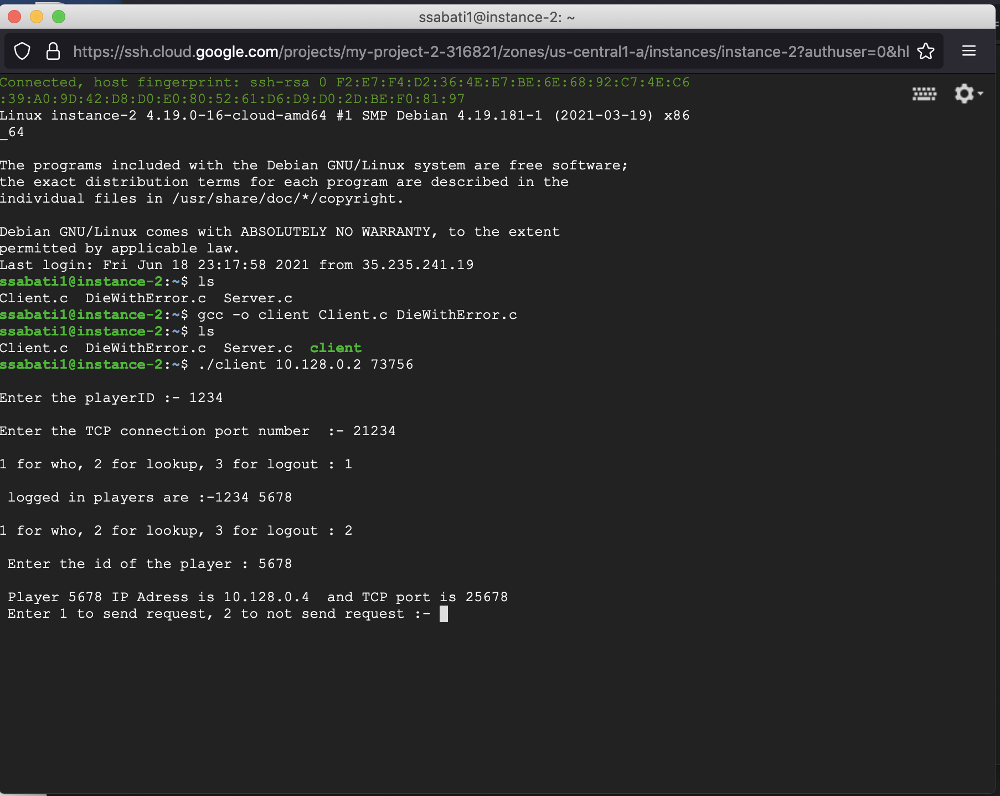 ssabati1@instance-2: ~
https://ssh.cloud.google.com/projects/my-project-2-316821/zones/us-central1-a/instances/instance-2?authuser=0&hl
Connected, host fingerprint: ssh-rsa 0 F2:E7:F4:D2:36:4E:E7:BE:6E:68:92:C7:4E:C6
:39:A0:9D:42:D8:D0:E0:80:52:61:D6:D9:D0:2D:BE:F0:81:97
Linux instance-2 4.19.0-16-cloud-amd64 #1 SMP Debian 4.19.181-1 (2021-03-19) x86
_64
The programs included with the Debian GNU/Linux system are free software;
the exact distribution terms for each program are described in the
individual files in /usr/share/doc/*/copyright.
Debian GNU/Linux comes with ABSOLUTELY NO WARRANTY, to the extent
permitted by applicable law.
Last login: Fri Jun 18 23:17:58 2021 from 35.235.241.19
ssabati1@instance-2:~$ ls
Client.c  DieWithError.c  Server.c
ssabati1@instance-2:~$ gcc -o client Client.c DieWithError.c
ssabati1@instance-2:~$ ls
Client.c  DieWithError.c  Server.c  client
ssabati1@instance-2:~$ ./client 10.128.0.2 73756
Enter the playerID :- 1234
Enter the TCP connection port number  :- 21234
1 for who, 2 for lookup, 3 for logout : 1
logged in players are :-1234 5678
1 for who, 2 for lookup, 3 for logout : 2
Enter the id of the player : 5678
Player 5678 IP Adress is 10.128.0.4  and TCP port is 25678
Enter 1 to send request, 2 to not send request :-